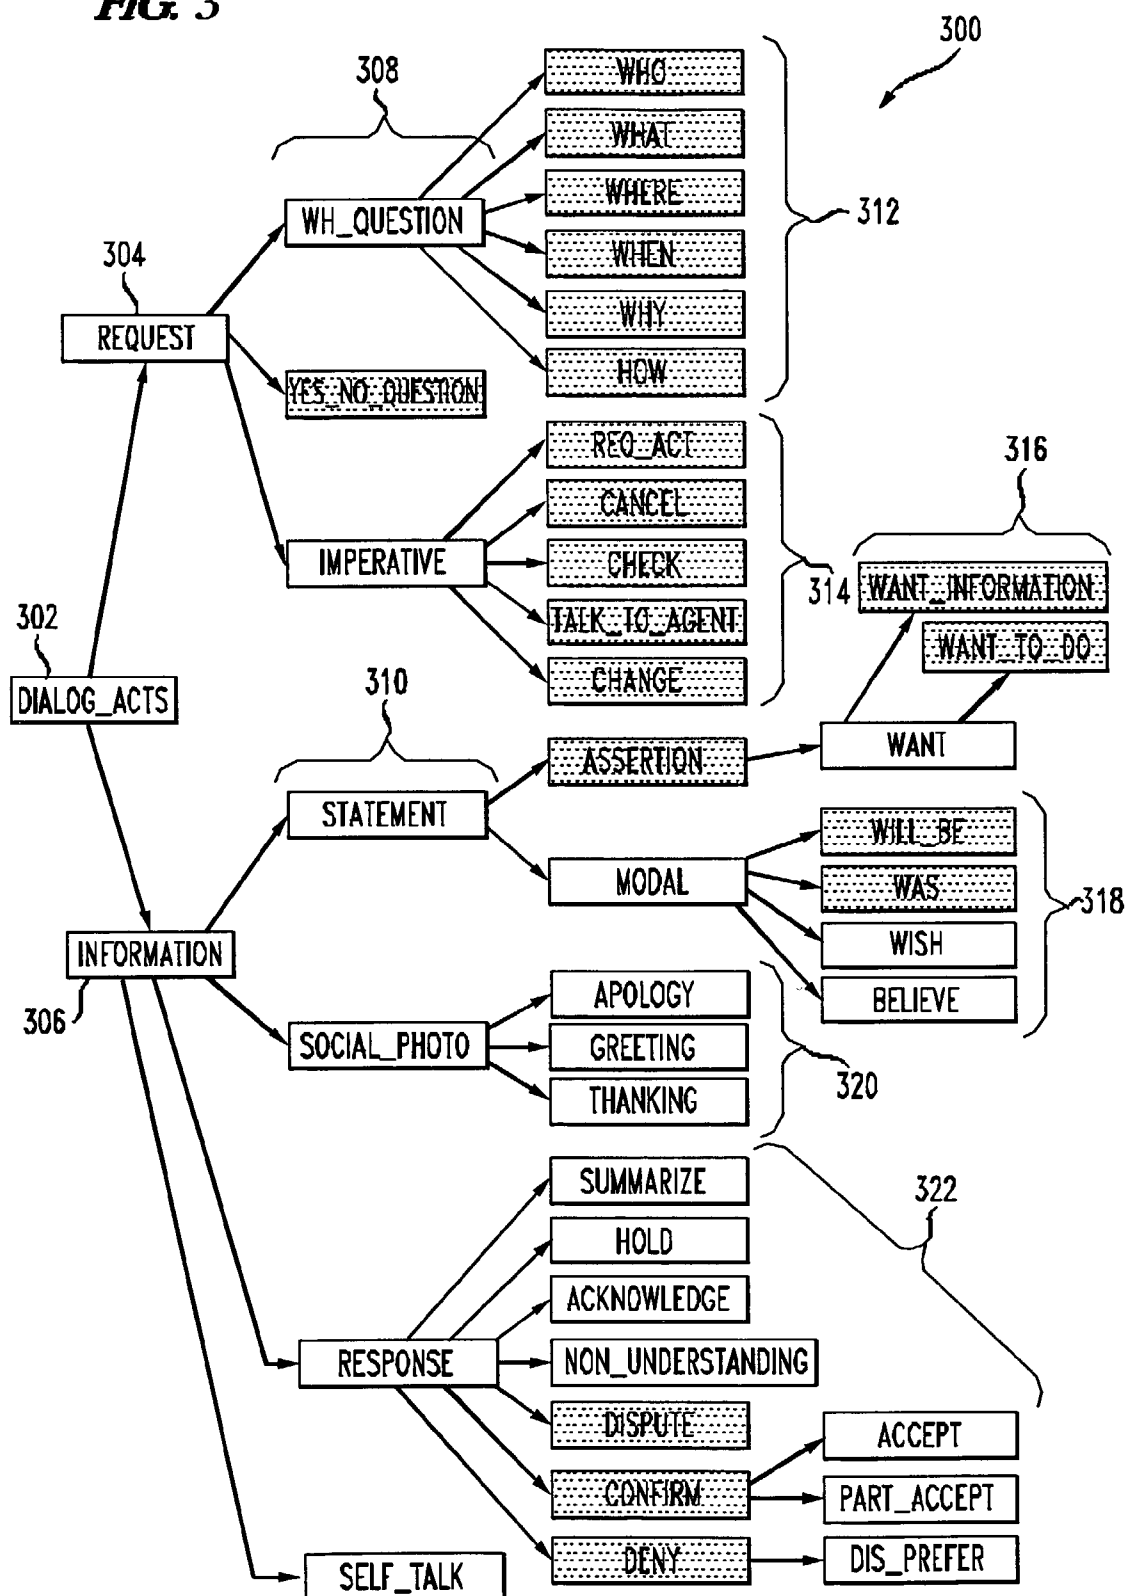 FIG. 3
300
308
WHO
WHAT
WHERE
312
WH_QUESTION
WHEN
304
WHY
REQUEST
HOW
YES_NO_QUESTION
REQ_ACT
316
CANCEL
IMPERATIVE
CHECK
314
WANT_INFORMATION
302
TALK_TO_AGENT
WANT_TO_DO
DIALOG_ACTS
310
CHANGE
WANT
ASSERTION
STATEMENT
WILL_BE
MODAL
WAS
318
INFORMATION
WISH
306
APOLOGY
BELIEVE
SOCIAL_PHOTO
GREETING
320
THANKING
SUMMARIZE
322
HOLD
ACKNOWLEDGE
RESPONSE
NON_UNDERSTANDING
DISPUTE
ACCEPT
CONFIRM
PART_ACCEPT
DENY
DIS_PREFER
SELF_TALK